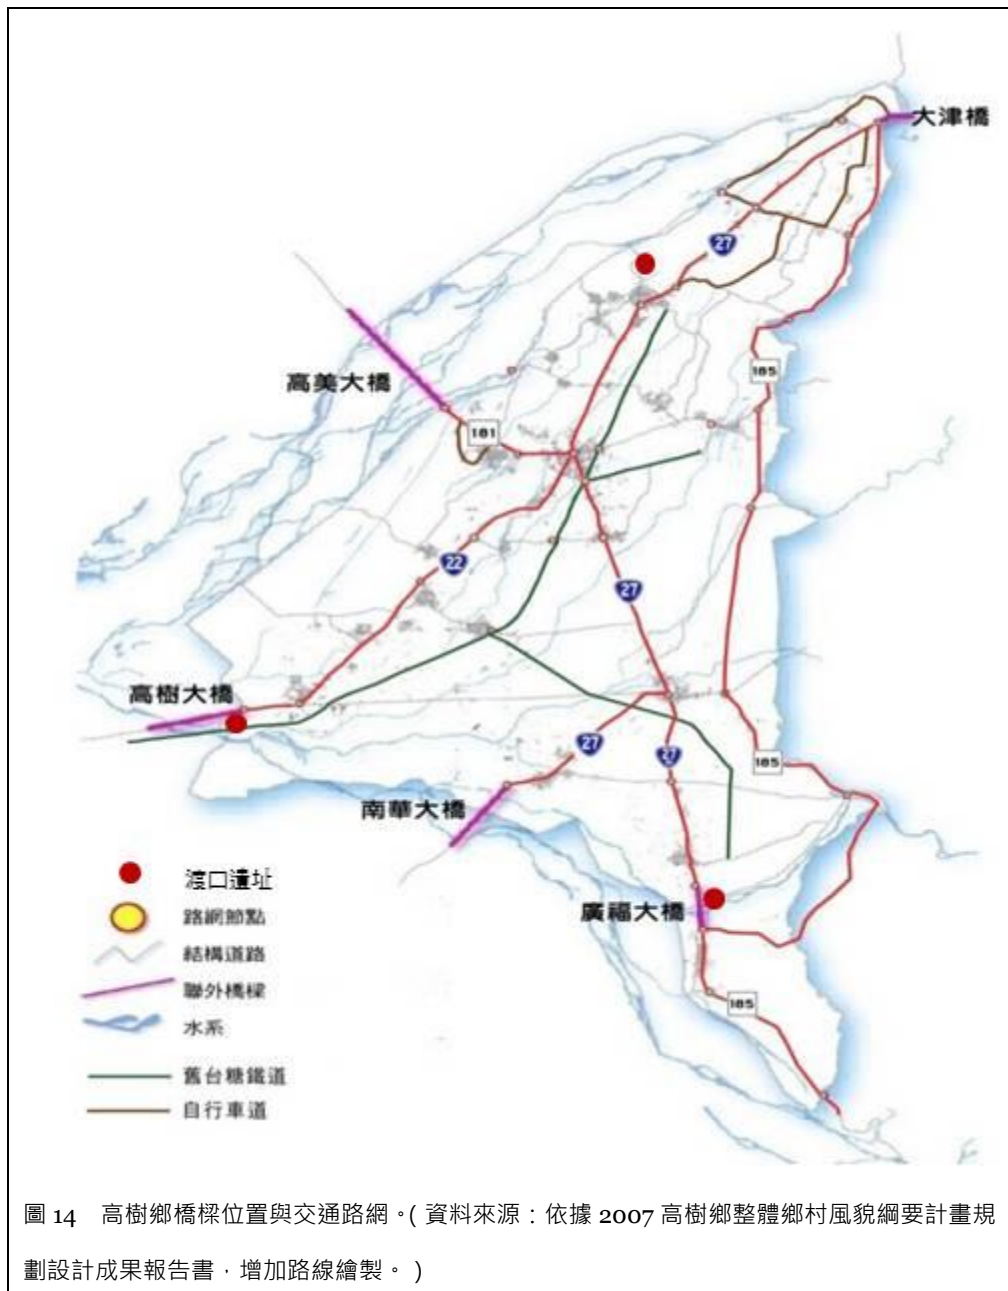 大津橋
27
185
高美大橋
181
22
27
高樹大橋
27
27
185
南華大橋
渡口遺址
廣福大橋
路網節點
結構道路
聯外橋樑
185
水系
舊台糖鐵道
自行車道
圖 14 高樹鄉橋樑位置與交通路網。( 資料來源：依據 2007 高樹鄉整體鄉村風貌綱要計畫規
劃設計成果報告書，增加路線繪製。)